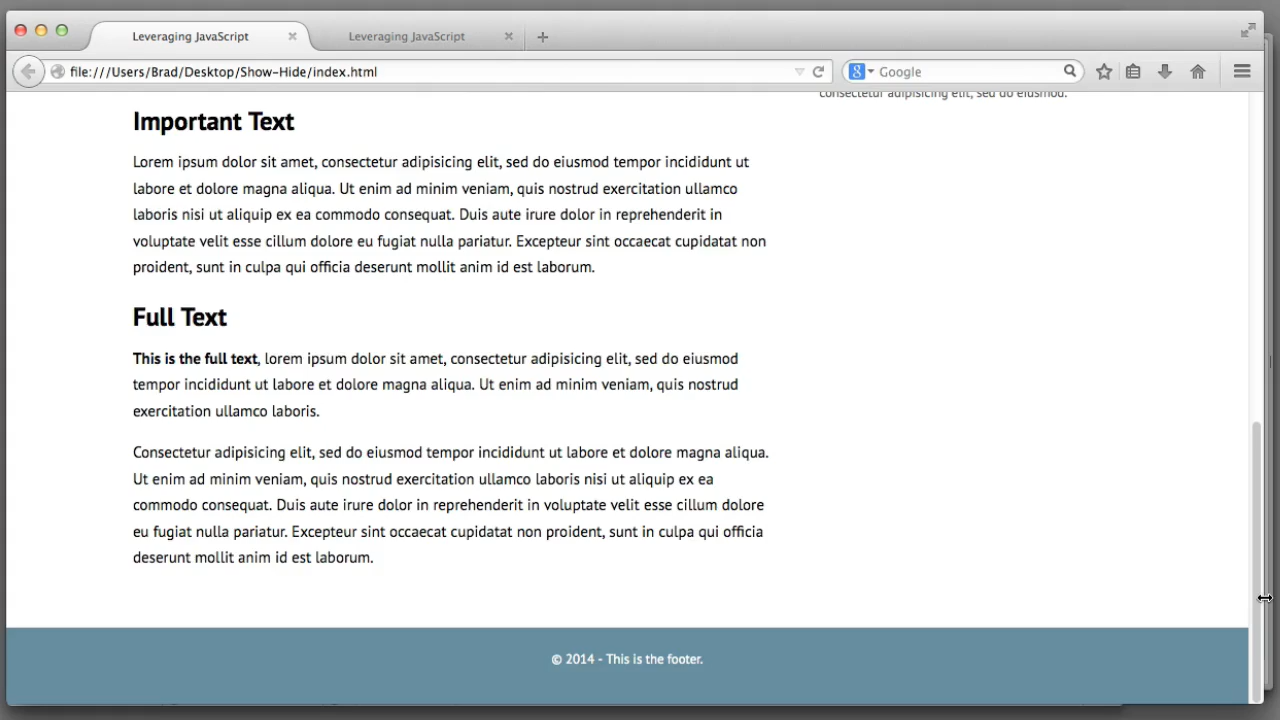 Leveraging JavaScript
Leveraging JavaScript
file:///Users/Brad/Desktop/Show-Hide/index.html
Google
consectetur adipisicing elit, sed do eiusmod.
Important Text
Lorem ipsum dolor sit amet, consectetur adipisicing elit, sed do eiusmod tempor incididunt ut
labore et dolore magna aliqua. Ut enim ad minim veniam, quis nostrud exercitation ullamco
laboris nisi ut aliquip ex ea commodo consequat. Duis aute irure dolor in reprehenderit in
voluptate velit esse cillum dolore eu fugiat nulla pariatur. Excepteur sint occaecat cupidatat non
proident, sunt in culpa qui officia deserunt mollit anim id est laborum.
Full Text
This is the full text, lorem ipsum dolor sit amet, consectetur adipisicing elit, sed do eiusmod
tempor incididunt ut labore et dolore magna aliqua. Ut enim ad minim veniam, quis nostrud
exercitation ullamco laboris.
Consectetur adipisicing elit, sed do eiusmod tempor incididunt ut labore et dolore magna aliqua.
Ut enim ad minim veniam, quis nostrud exercitation ullamco laboris nisi ut aliquip ex ea
commodo consequat. Duis aute irure dolor in reprehenderit in voluptate velit esse cillum dolore
eu fugiat nulla pariatur. Excepteur sint occaecat cupidatat non proident, sunt in culpa qui officia
deserunt mollit anim id est laborum.
© 2014 - This is the footer.